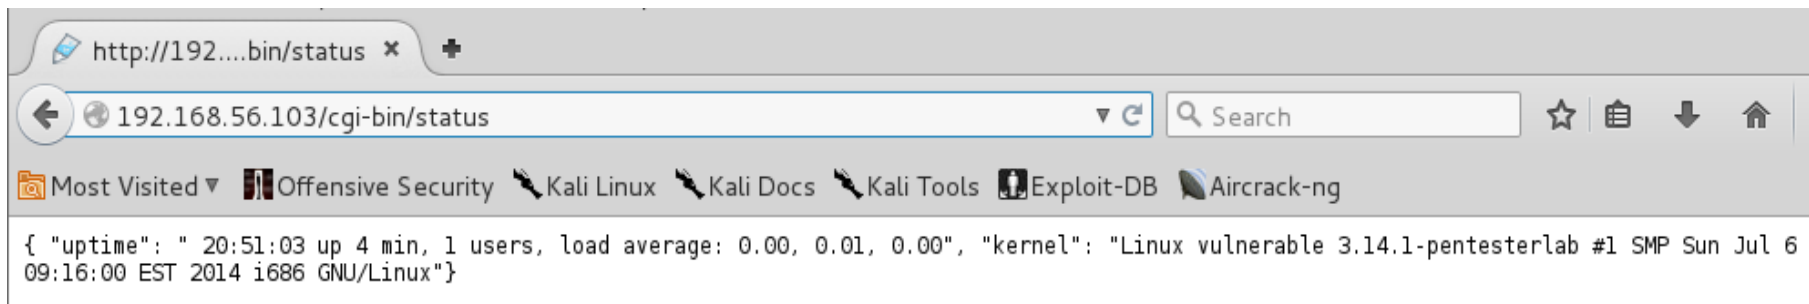 http://192....bin/status
192.168.56.103/cgi-bin/status
Search
Most Visited Offensive Security Kali Linux Kali Docs Kali Tools Exploit-DB Aircrack-ng
{ "uptime": " 20:51:03 up 4 min, 1 users, load average: 0.00, 0.01, 0.00", "kernel": "Linux vulnerable 3.14.1-pentesterlab #1 SMP Sun Jul 6
09:16:00 EST 2014 i686 GNU/Linux"}